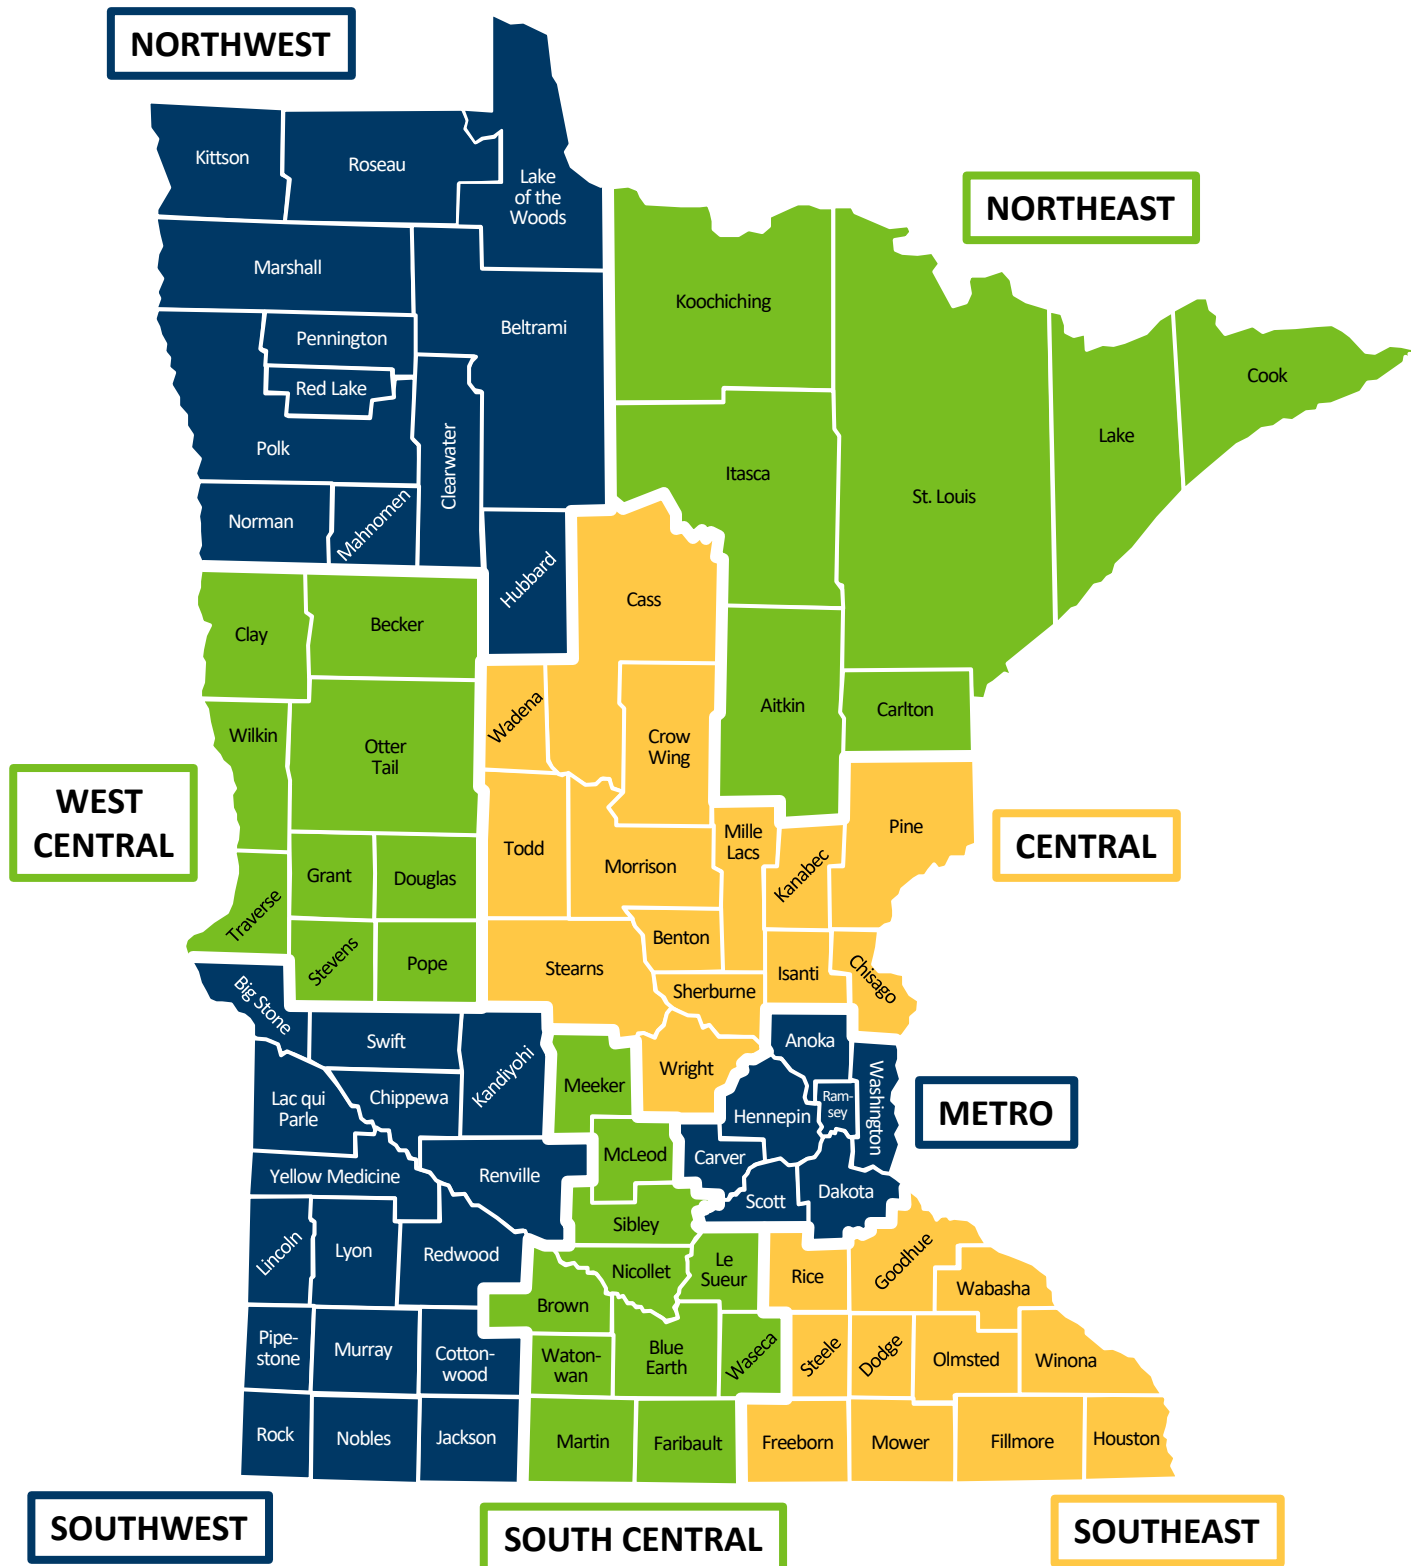 NORTHWEST
Kittson
Roseau
Lake
of the
Woods
NORTHEAST
Marshall
Koochiching
Beltrami
Pennington
Red Lake
Cook
Polk
Clearwater
Lake
Itasca
St. Louis
Norman
Mahnomen
Hubbard
Cass
Clay
Becker
Wadena
Aitkin
Carlton
Wilkin
Otter
Tail
Crow
Wing
WEST
CENTRAL
Todd
Morrison
Mille
Lacs
Kanabec
Pine
CENTRAL
Grant
Douglas
Traverse
Stevens
Pope
Benton
Stearns
Isanti
Chisago
Sherburne
Big Stone
Swift
Kandiyohi
Anoka
Washington
Wright
Meeker
Lac qui
Parle
Chippewa
Hennepin
Ram-
sey
METRO
McLeod
Carver
Yellow Medicine
Renville
Scott
Dakota
Sibley
Lincoln
Lyon
Redwood
Nicollet
Le
Sueur
Rice
Goodhue
Wabasha
Brown
Pipe-
stone
Murray
Cotton-
wood
Waton-
wan
Blue
Earth
Waseca
Steele
Dodge
Olmsted
Winona
Rock
Nobles
Jackson
Martin
Faribault
Freeborn
Mower
Fillmore
Houston
SOUTHWEST
SOUTH CENTRAL
SOUTHEAST